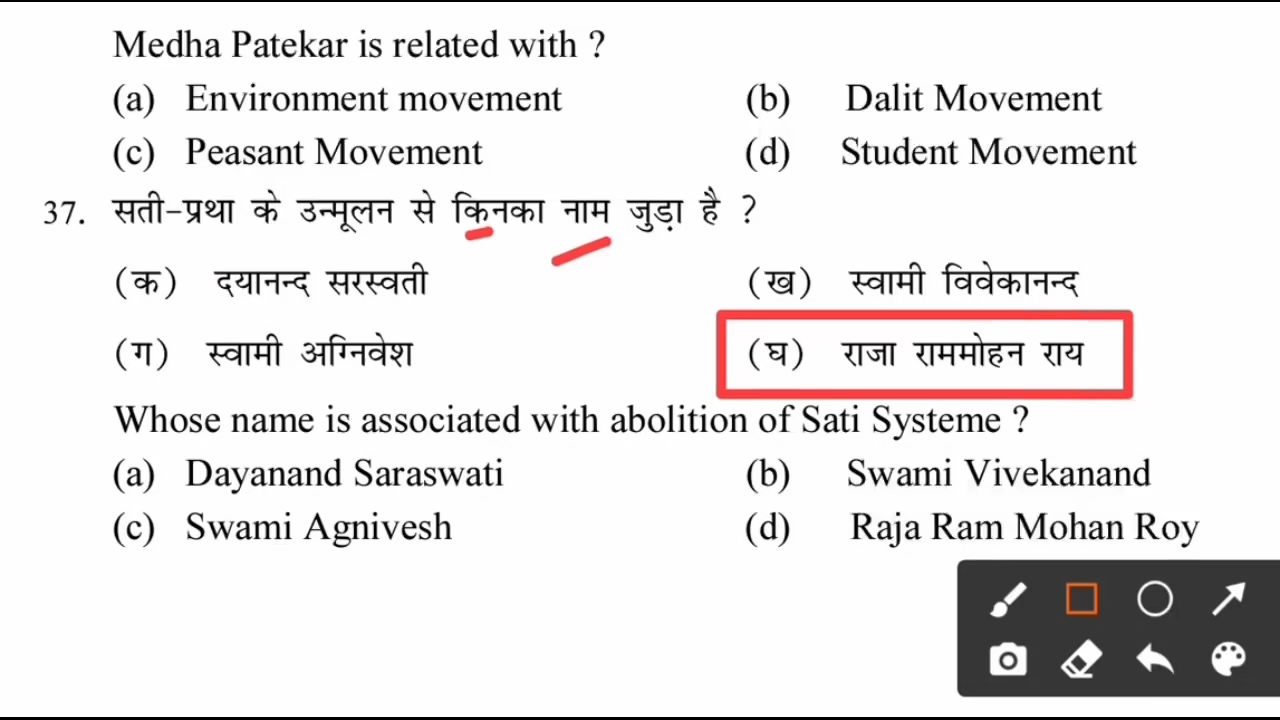 Medha Patekar is related with ?
(a) Environment movement (b) Dalit Movement
(c) Peasant Movement (d) Student Movement
37. सती-प्रथा के उन्मूलन से किनका नाम जुड़ा है ?
(क) दयानन्द सरस्वती (ख) स्वामी विवेकानन्द
(ग) स्वामी अग्निवेश (घ) राजा राममोहन राय
Whose name is associated with abolition of Sati Systeme ?
(a) Dayanand Saraswati (b) Swami Vivekanand
(c) Swami Agnivesh (d) Raja Ram Mohan Roy